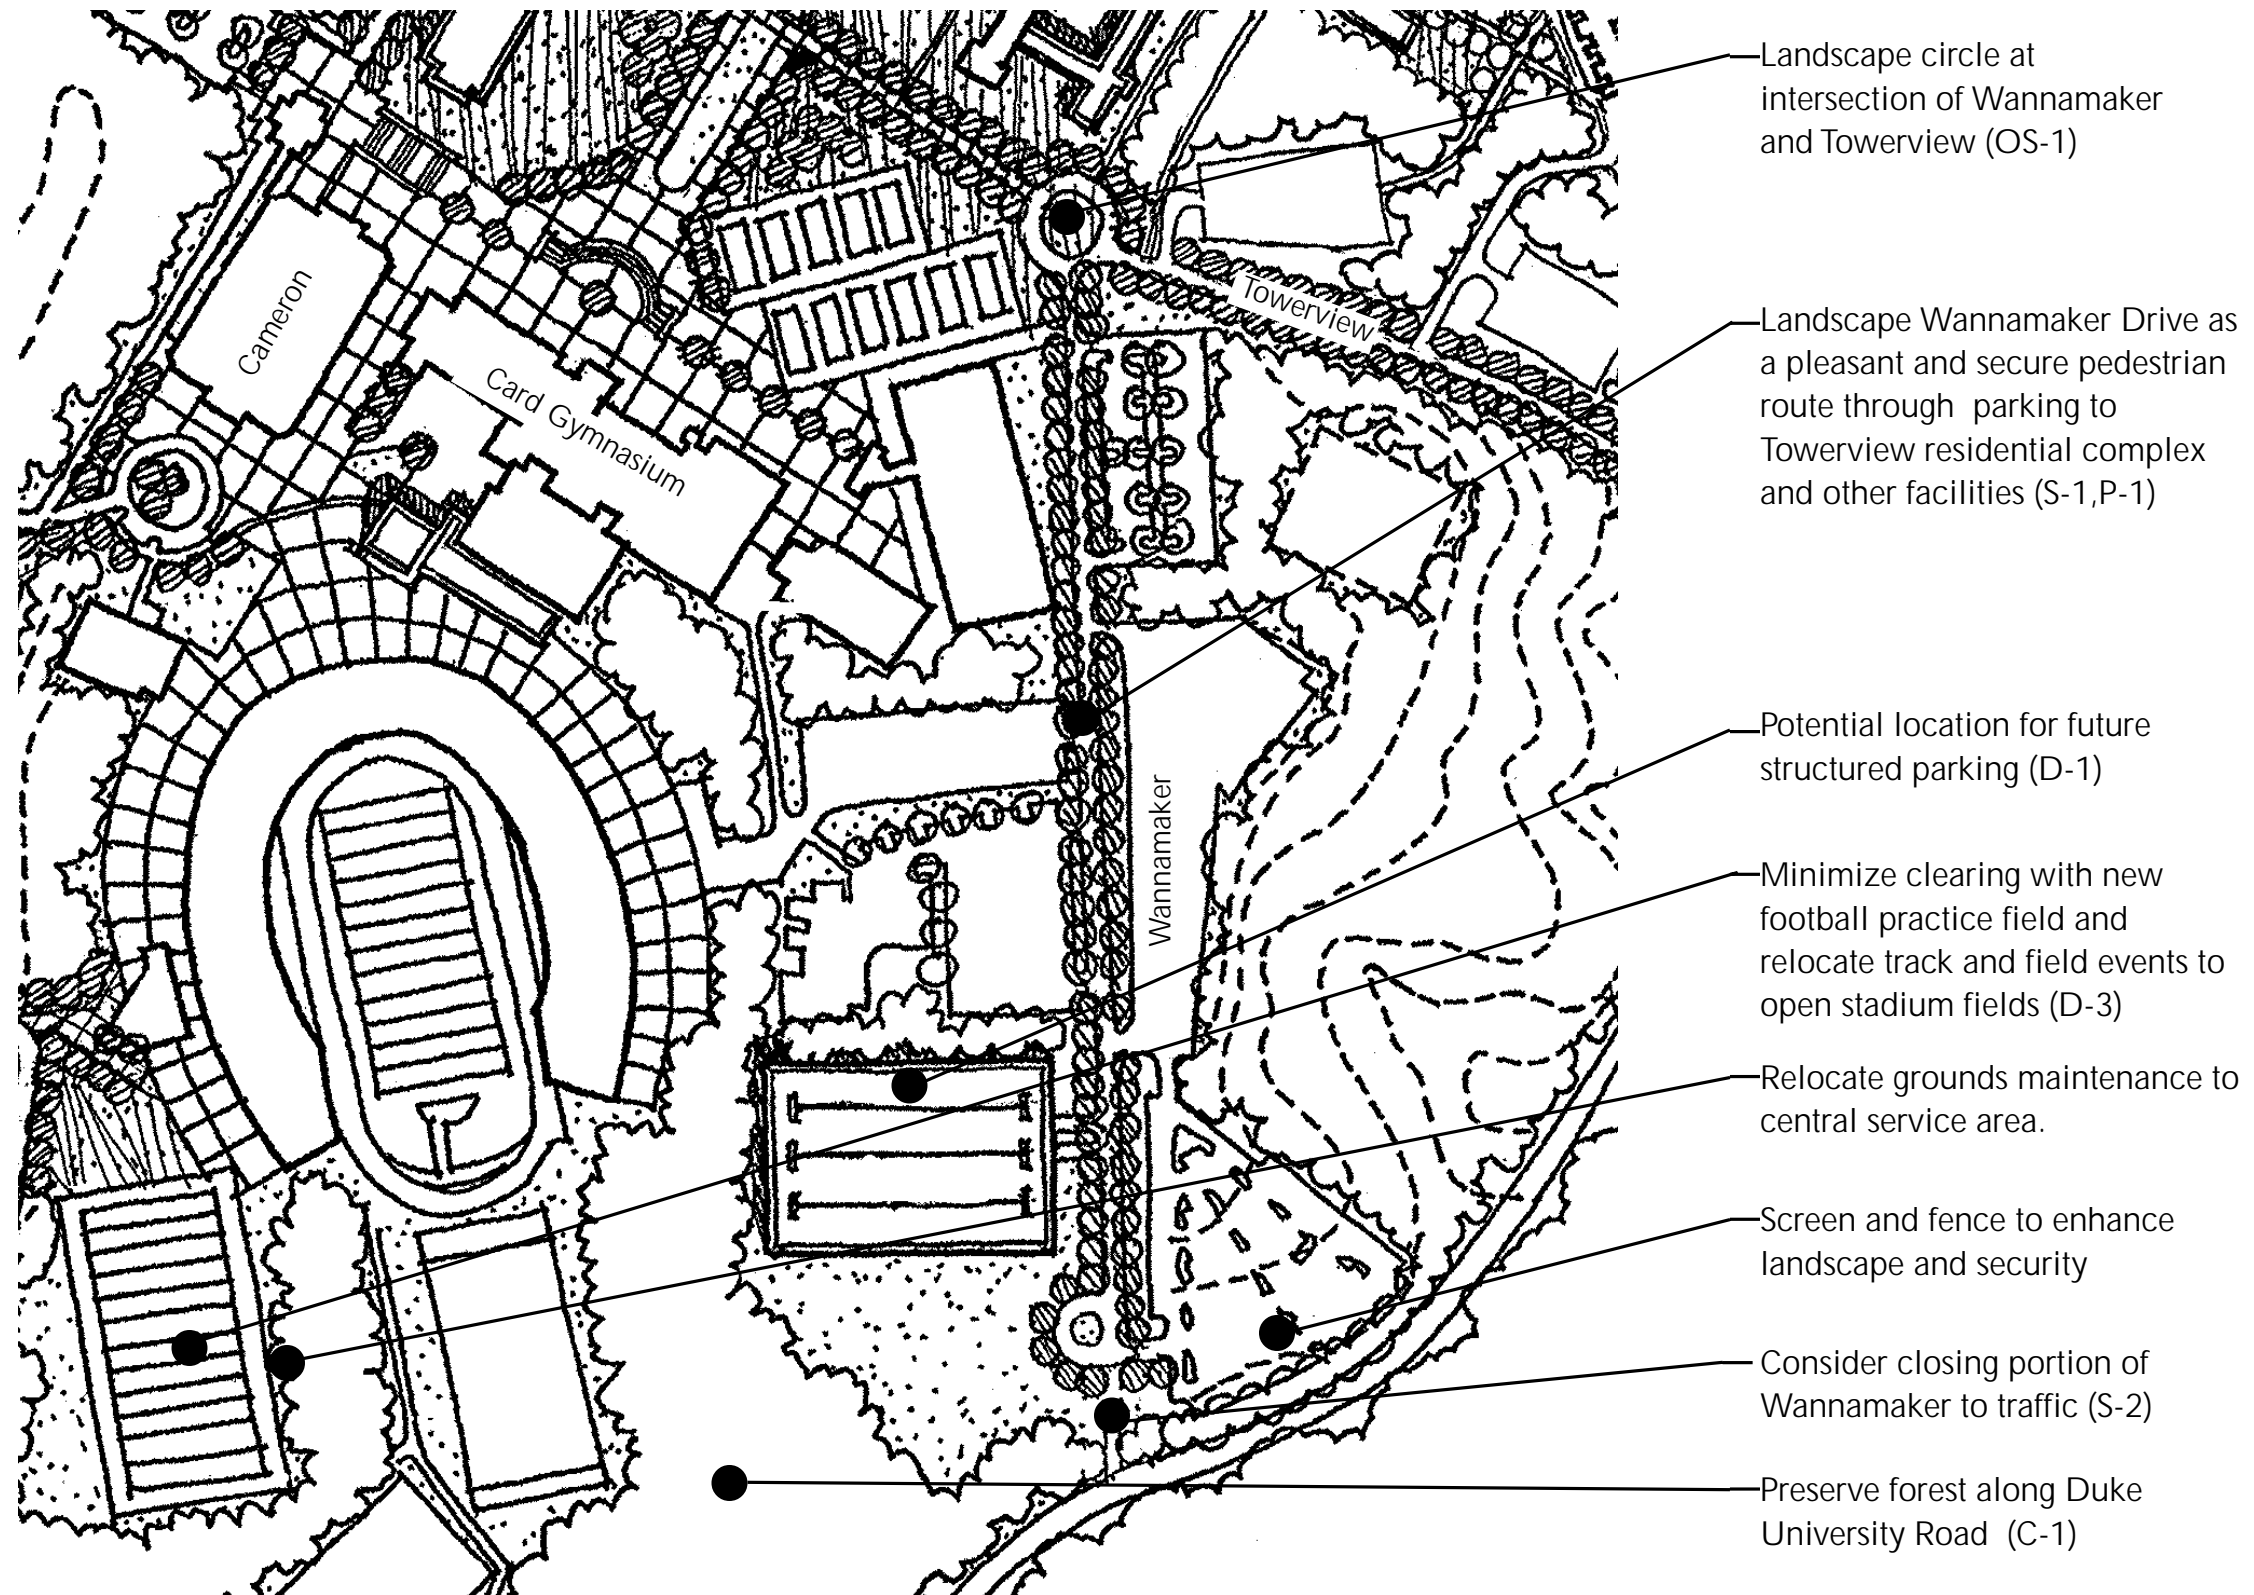 Landscape circle at
intersection of Wannamaker
and Towerview (OS-1)
Landscape Wannamaker Drive as
a pleasant and secure pedestrian
route through parking to
Towerview residential complex
and other facilities (S-1,P-1)
Potential location for future
structured parking (D-1)
Minimize clearing with new
football practice field and
relocate track and field events to
open stadium fields (D-3)
Relocate grounds maintenance to
central service area.
Screen and fence to enhance
landscape and security
Consider closing portion of
Wannamaker to traffic (S-2)
Preserve forest along Duke
University Road (C-1)
Cameron
Card Gymnasium
Towerview
Wannamaker